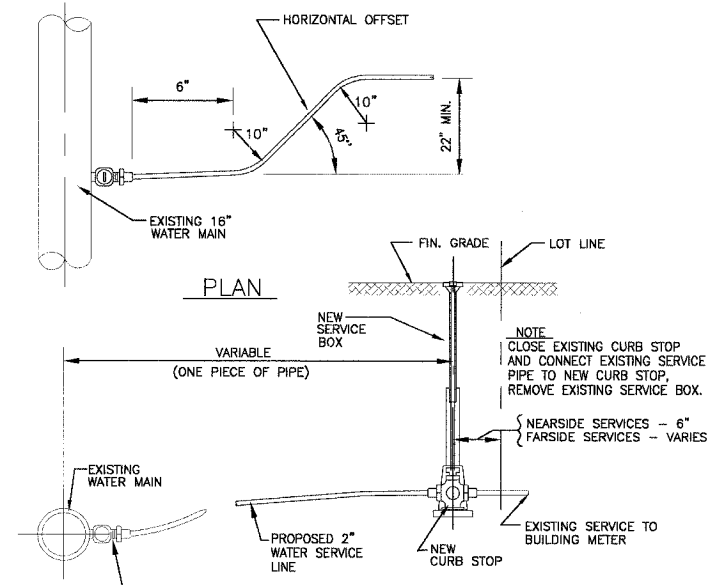 HORIZONTAL OFFSET
6"
10"
10"
45°
22" MIN.
EXISTING 16"
WATER MAIN
PLAN
FIN. GRADE
LOT LINE
NEW
SERVICE
BOX
NOTE
CLOSE EXISTING CURB STOP
AND CONNECT EXISTING SERVICE
PIPE TO NEW CURB STOP,
REMOVE EXISTING SERVICE BOX.
VARIABLE
(ONE PIECE OF PIPE)
NEARSIDE SERVICES - 6"
FARSIDE SERVICES - VARIES
EXISTING
WATER MAIN
PROPOSED 2"
WATER SERVICE
LINE
NEW
CURB STOP
EXISTING SERVICE TO
BUILDING METER